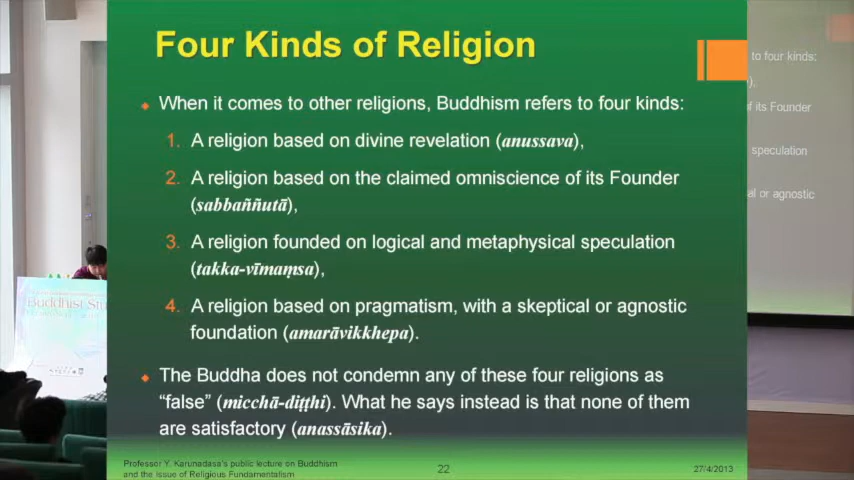 Four Kinds of Religion
When it comes to other religions, Buddhism refers to four kinds:
1. A religion based on divine revelation (anussava),
2. A religion based on the claimed omniscience of its Founder
(sabbaññutā),
3. A religion founded on logical and metaphysical speculation
(takka-vīmaṃsa),
4. A religion based on pragmatism, with a skeptical or agnostic
foundation (amarāvikkhepa).
The Buddha does not condemn any of these four religions as
“false” (micchā-diṭṭhi). What he says instead is that none of them
are satisfactory (anassāsika).
Professor Y. Karunadasa's public lecture on Buddhism
and the issue of Religious Fundamentalism
22
27/4/2013
to four kinds:
),
of its Founder
speculation
al or agnostic
Buddhist Stu